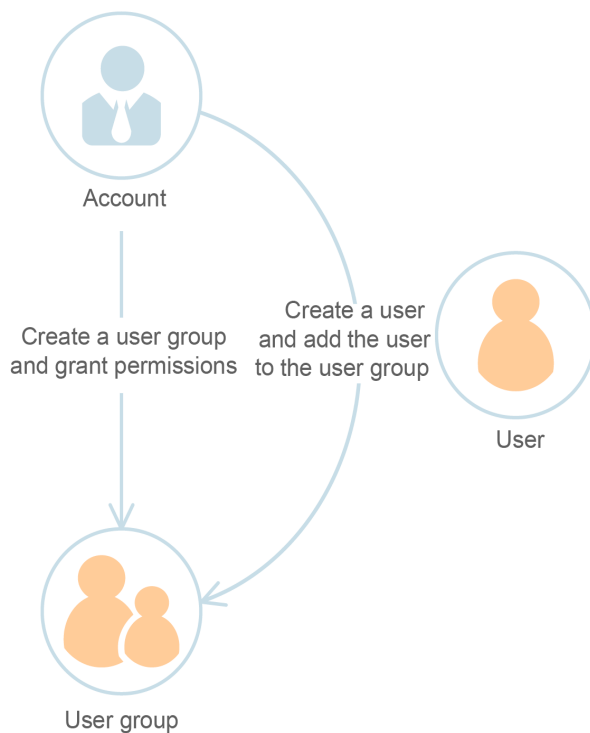 Account
Create a user group
and grant permissions
Create a user
and add the user
to the user group
User
User group